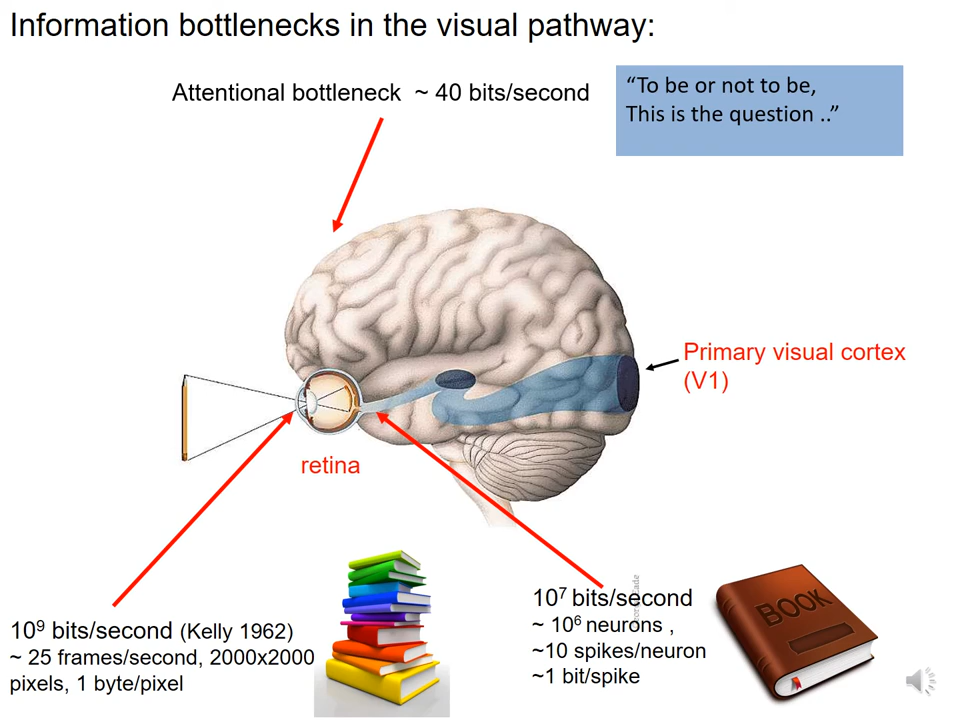 Information bottlenecks in the visual pathway:
Attentional bottleneck ~ 40 bits/second
“To be or not to be,
This is the question ..”
Primary visual cortex
(V1)
retina
10⁹ bits/second (Kelly 1962)
~ 25 frames/second, 2000x2000
pixels, 1 byte/pixel
10⁷ bits/second
~ 10⁶ neurons ,
~10 spikes/neuron
~1 bit/spike
BOOK